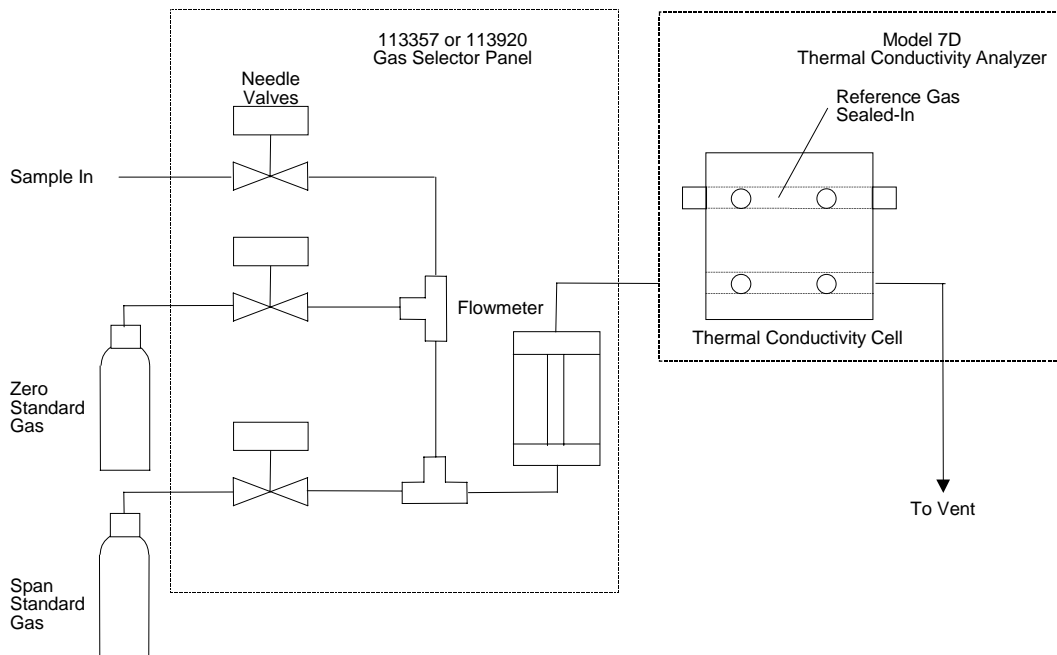 113357 or 113920
Gas Selector Panel
Model 7D
Thermal Conductivity Analyzer
Needle
Valves
Reference Gas
Sealed-In
Sample In
Flowmeter
Thermal Conductivity Cell
Zero
Standard
Gas
To Vent
Span
Standard
Gas